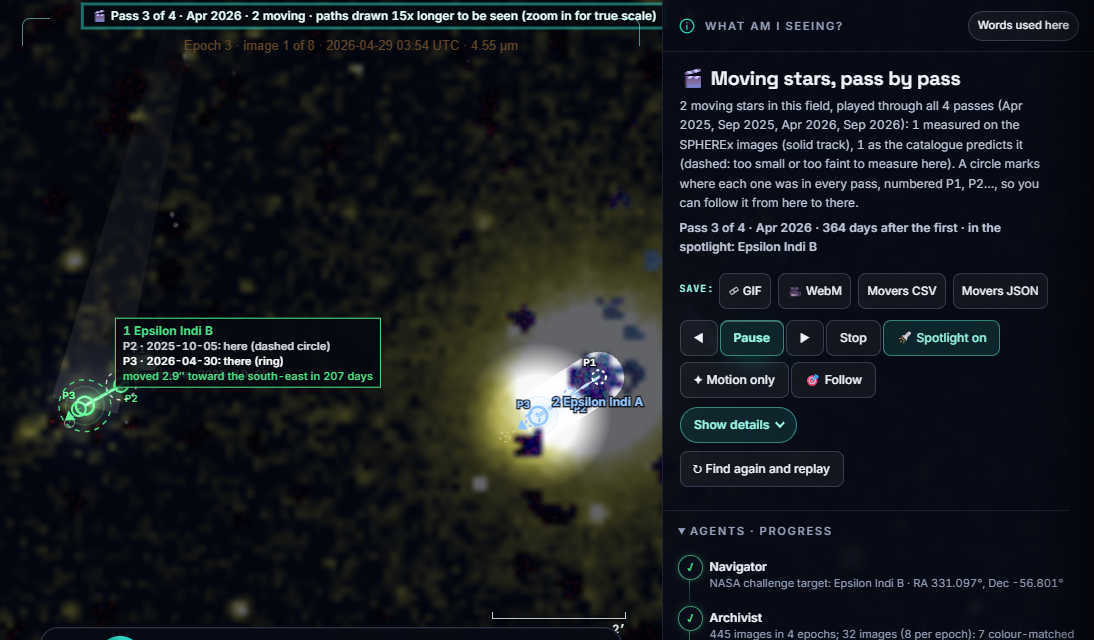 Pass 3 of 4 · Apr 2026 · 2 moving · paths drawn 15x longer to be seen (zoom in for true scale)
Epoch 3 · image 1 of 8 · 2026-04-29 03:54 UTC · 4.55 µm
1 Epsilon Indi B
P2 · 2025-10-05: here (dashed circle)
P3 · 2026-04-30: there (ring)
moved 2.9″ toward the south-east in 207 days
P3
P2
P1
P3
2 Epsilon Indi A
P2
2′
WHAT AM I SEEING?
Words used here
Moving stars, pass by pass
2 moving stars in this field, played through all 4 passes (Apr
2025, Sep 2025, Apr 2026, Sep 2026): 1 measured on the
SPHEREx images (solid track), 1 as the catalogue predicts it
(dashed: too small or too faint to measure here). A circle marks
where each one was in every pass, numbered P1, P2..., so you
can follow it from here to there.
Pass 3 of 4 · Apr 2026 · 364 days after the first · in the
spotlight: Epsilon Indi B
SAVE:
GIF
WebM
Movers CSV
Movers JSON
Pause
Stop
Spotlight on
Motion only
Follow
Show details
Find again and replay
AGENTS · PROGRESS
Navigator
NASA challenge target: Epsilon Indi B · RA 331.097°, Dec -56.801°
Archivist
445 images in 4 epochs; 32 images (8 per epoch): 7 colour-matched